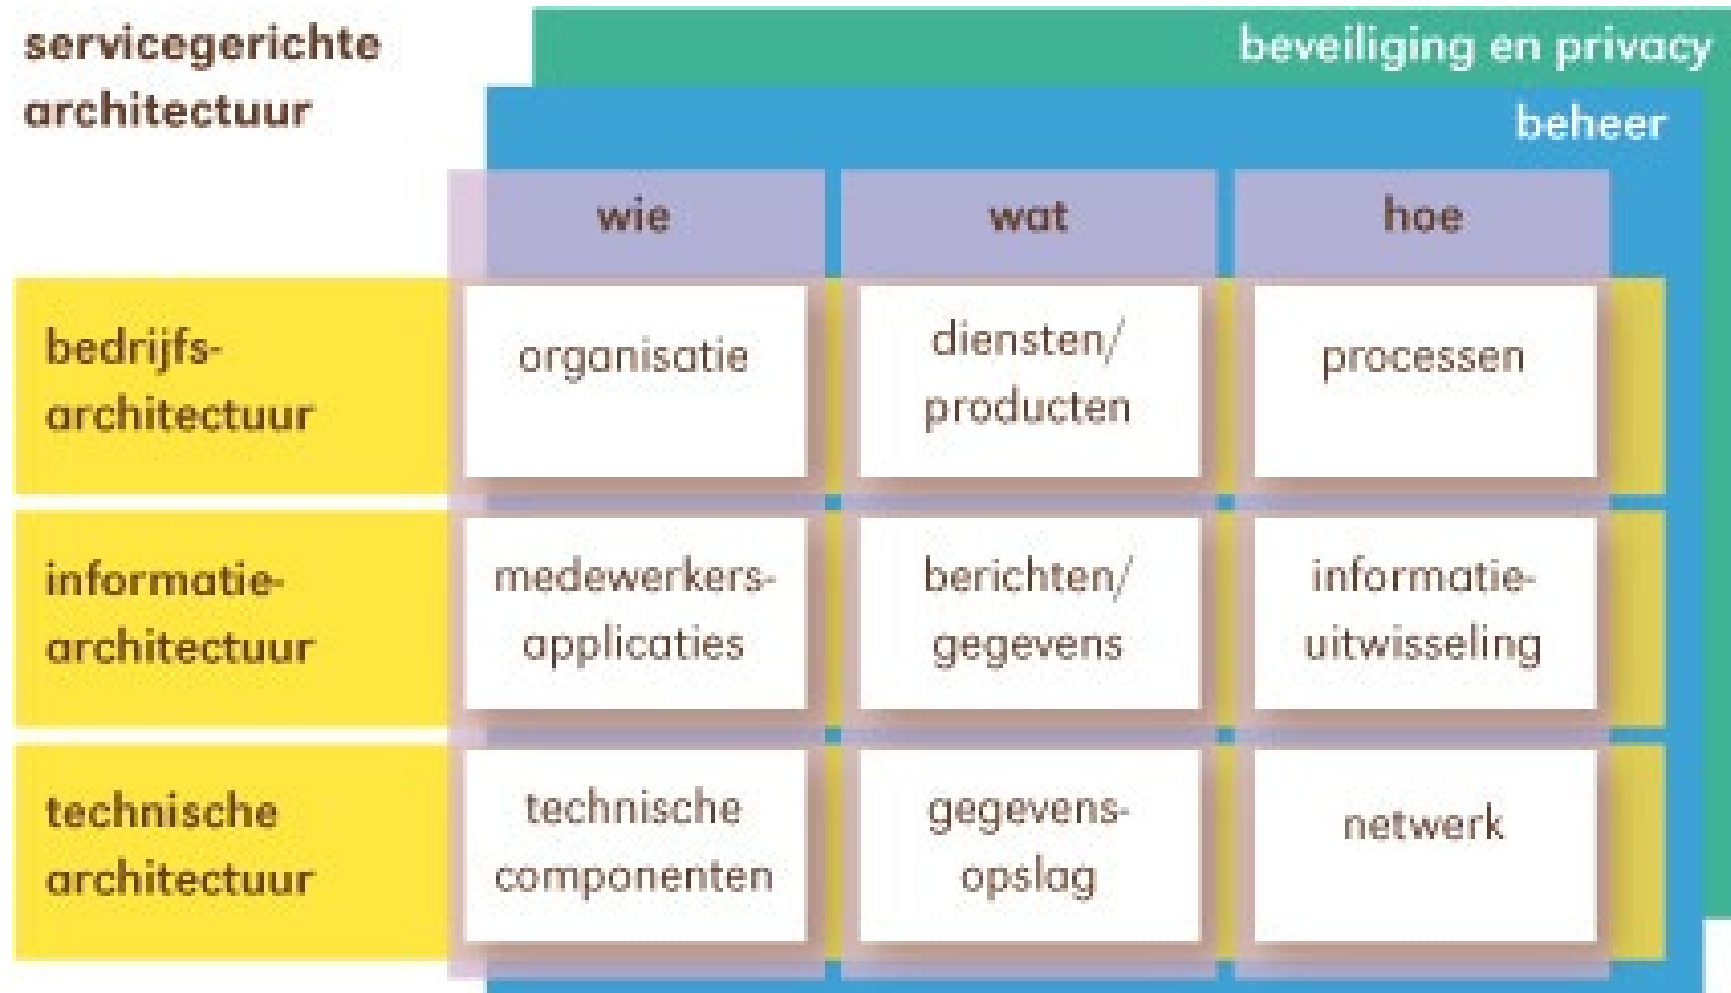 servicegerichte
architectuur
beveiliging en privacy
beheer
wie
wat
hoe
bedrijfs-
architectuur
organisatie
diensten/
producten
processen
informatie-
architectuur
medewerkers-
applicaties
berichten/
gegevens
informatie-
uitwisseling
technische
architectuur
technische
componenten
gegevens-
opslag
netwerk